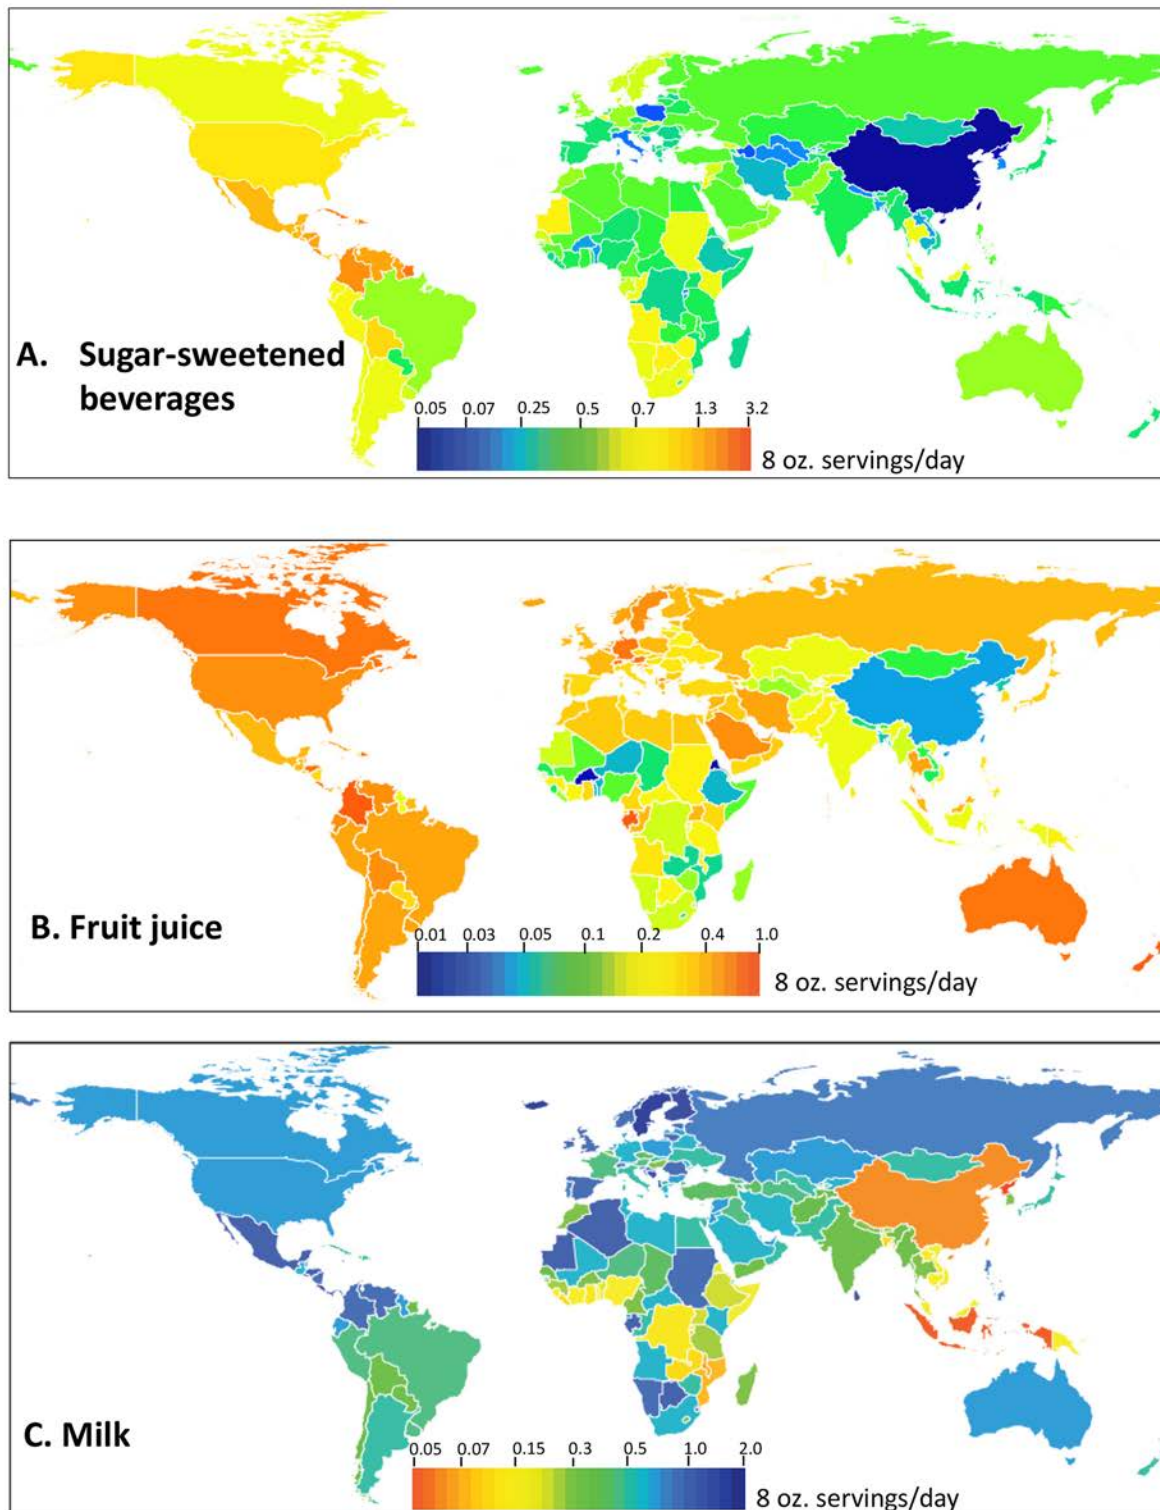 A. Sugar-sweetened
beverages
0.05 0.07 0.25 0.5 0.7 1.3 3.2
8 oz. servings/day
B. Fruit juice
0.01 0.03 0.05 0.1 0.2 0.4 1.0
8 oz. servings/day
C. Milk
0.05 0.07 0.15 0.3 0.5 1.0 2.0
8 oz. servings/day